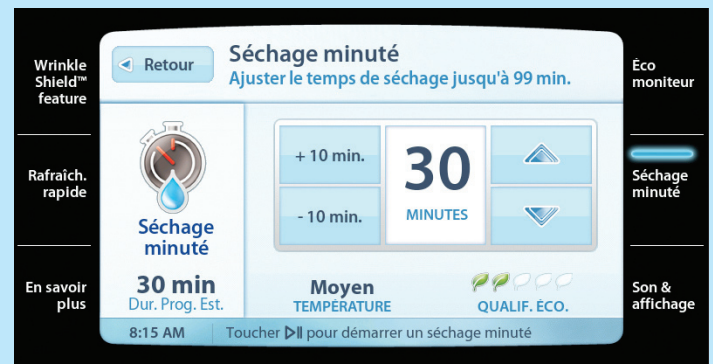 Wrinkle
Shield™
feature
Rafraîch.
rapide
En savoir
plus
Retour
Séchage minuté
Ajuster le temps de séchage jusqu'à 99 min.
Séchage
minuté
30 min
Dur. Prog. Est.
+ 10 min.
- 10 min.
30
MINUTES
Moyen
TEMPÉRATURE
QUALIF. ÉCO.
8:15 AM
Toucher pour démarrer un séchage minuté
Éco
moniteur
Séchage
minuté
Son &
affichage